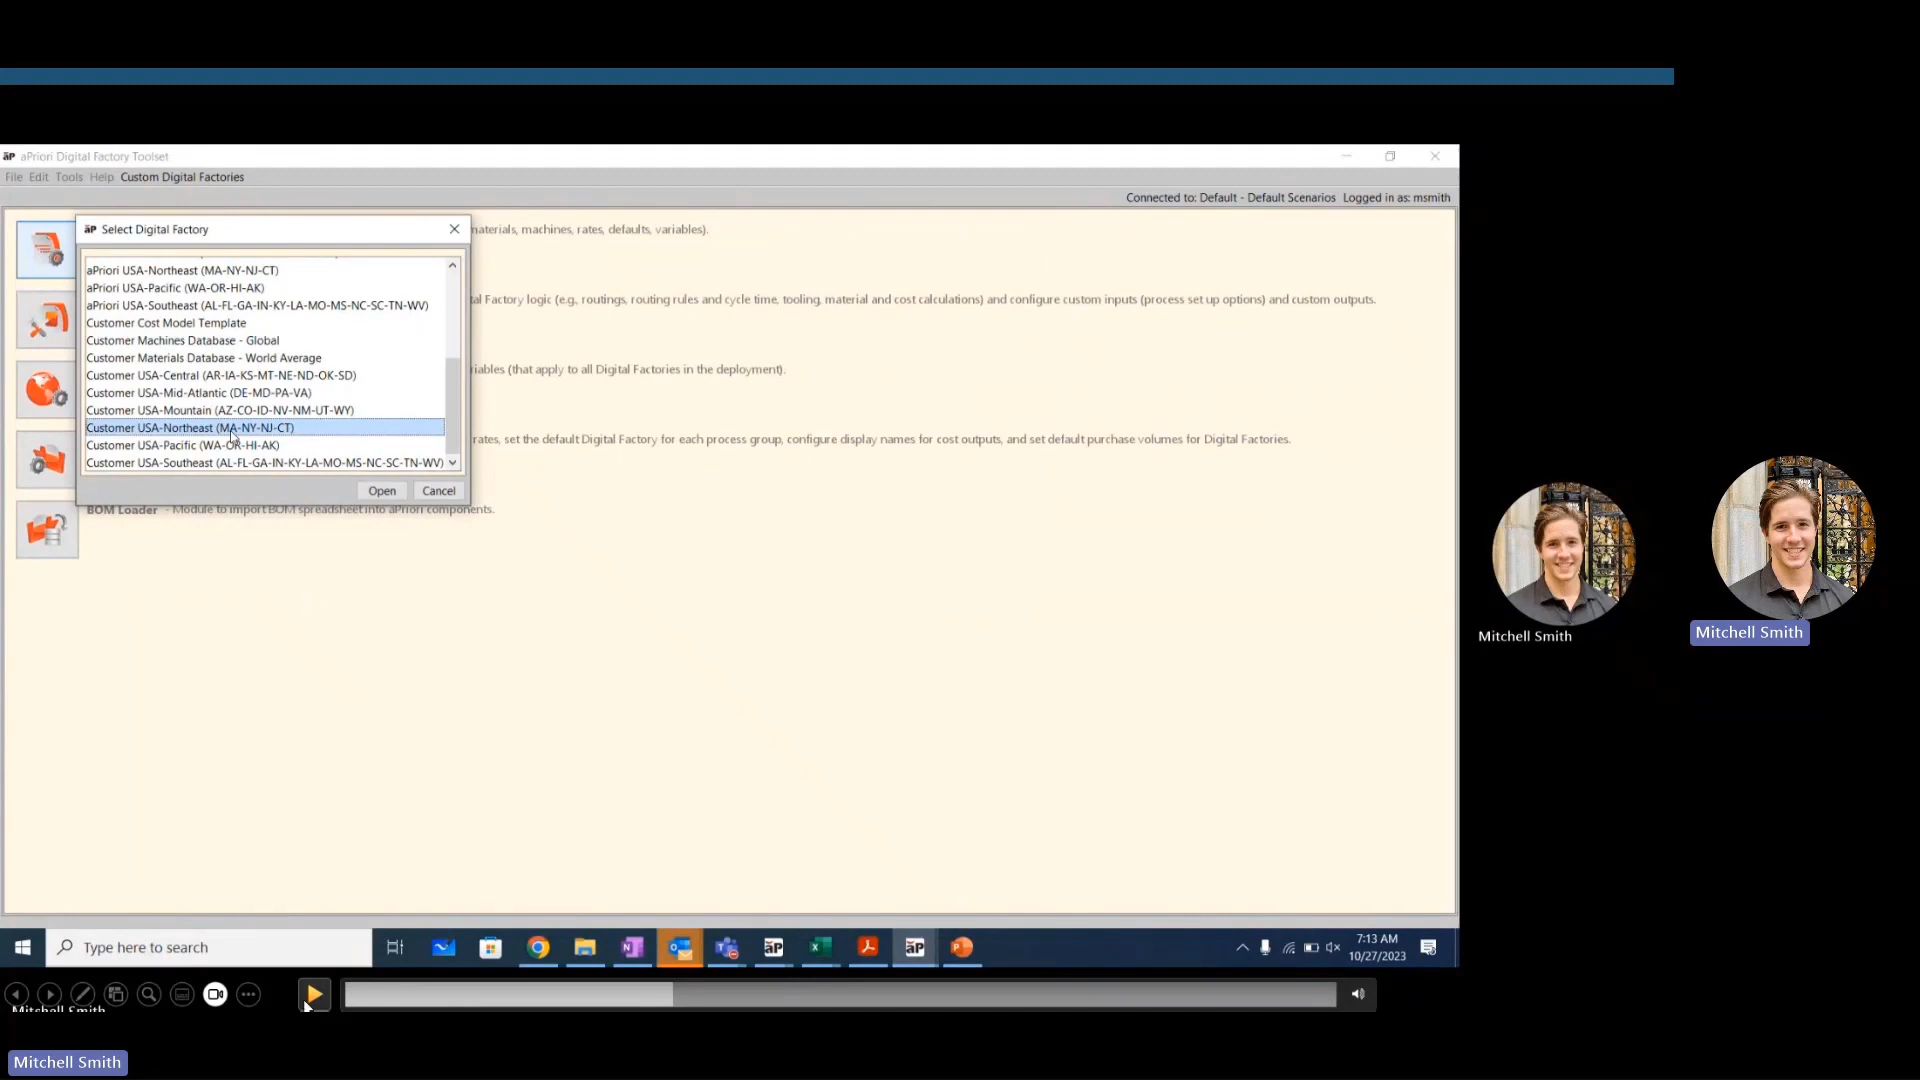 aP aPriori Digital Factory Toolset
File Edit Tools Help Custom Digital Factories
Connected to: Default - Default Scenarios Logged in as: msmith
aP Select Digital Factory
naterials, machines, rates, defaults, variables).
aPriori USA-Northeast (MA-NY-NJ-CT)
aPriori USA-Pacific (WA-OR-HI-AK)
aPriori USA-Southeast (AL-FL-GA-IN-KY-LA-MO-MS-NC-SC-TN-WV)
tal Factory logic (e.g., routings, routing rules and cycle time, tooling, material and cost calculations) and configure custom inputs (process set up options) and custom outputs.
Customer Cost Model Template
Customer Machines Database - Global
Customer Materials Database - World Average
riables (that apply to all Digital Factories in the deployment).
Customer USA-Central (AR-IA-KS-MT-NE-ND-OK-SD)
Customer USA-Mid-Atlantic (DE-MD-PA-VA)
Customer USA-Mountain (AZ-CO-ID-NV-NM-UT-WY)
Customer USA-Northeast (MA-NY-NJ-CT)
rates, set the default Digital Factory for each process group, configure display names for cost outputs, and set default purchase volumes for Digital Factories.
Customer USA-Pacific (WA-OR-HI-AK)
Customer USA-Southeast (AL-FL-GA-IN-KY-LA-MO-MS-NC-SC-TN-WV)
Open Cancel
BOM Loader - Module to import BOM spreadsheet into aPriori components.
Mitchell Smith
Mitchell Smith
Type here to search
7:13 AM
10/27/2023
Mitchell Smith
Mitchell Smith